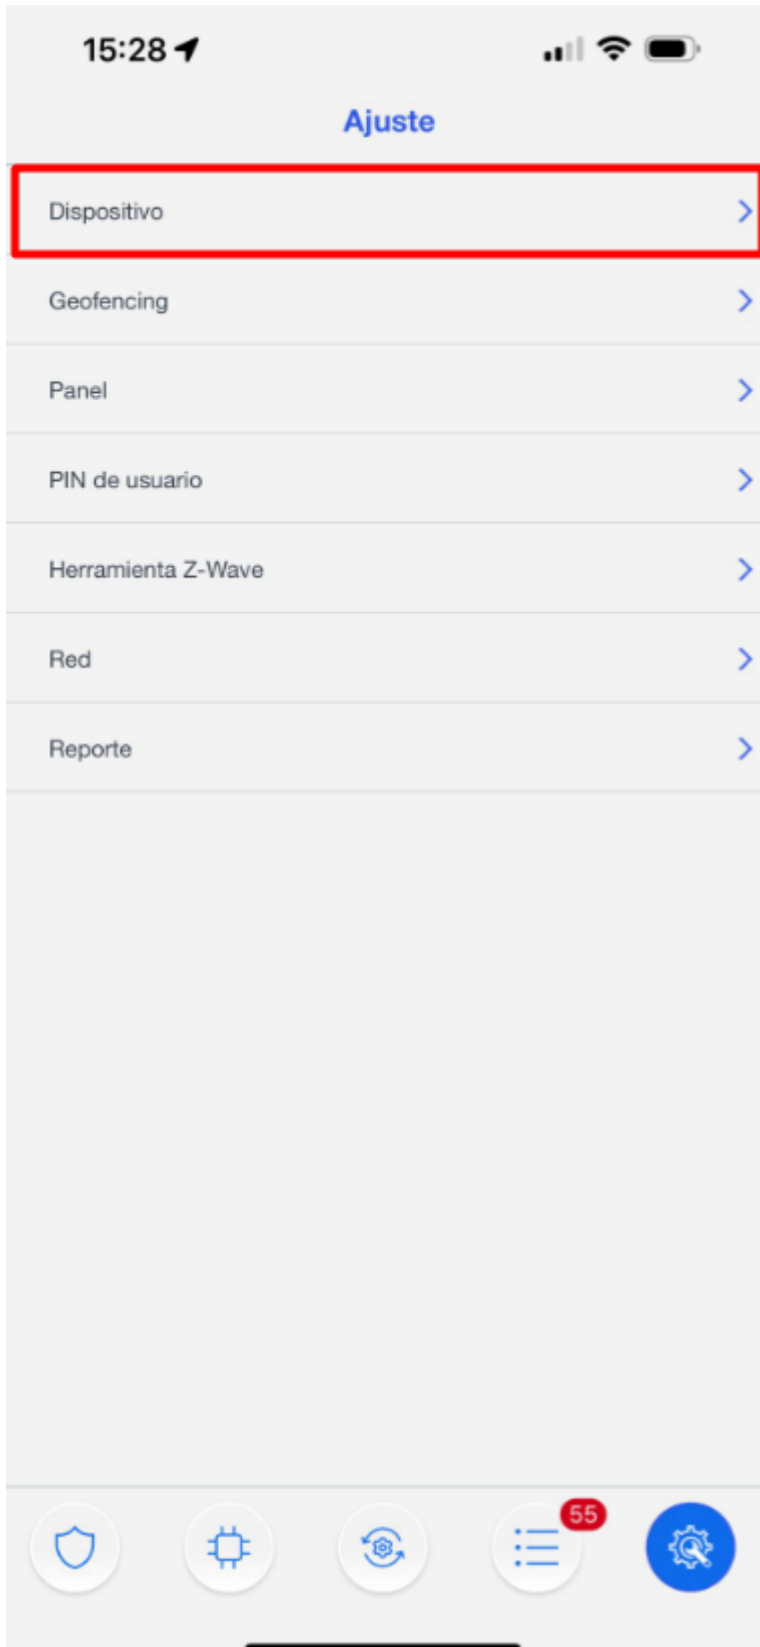 15:28
Ajuste
Dispositivo
Geofencing
Panel
PIN de usuario
Herramienta Z-Wave
Red
Reporte
55